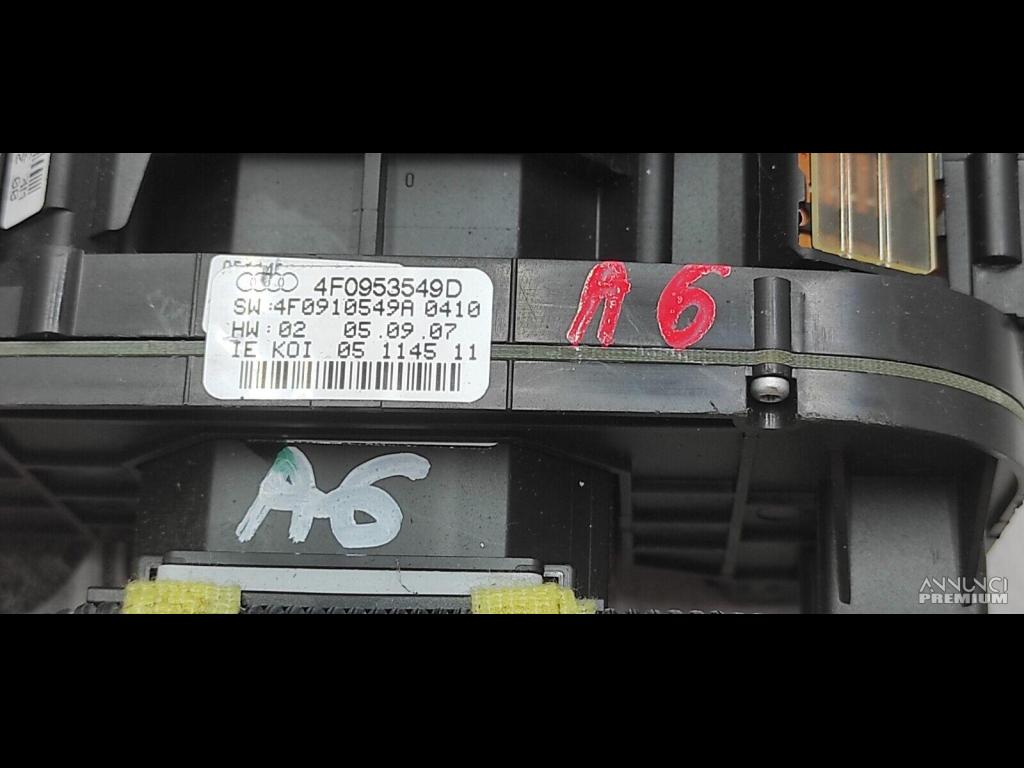 0
4F0953549D
SW:4F0910549A 0410
HW:02 05.09.07
IE KOI 05 1145 11
A6
A6
ANNUNCI
PREMIUM